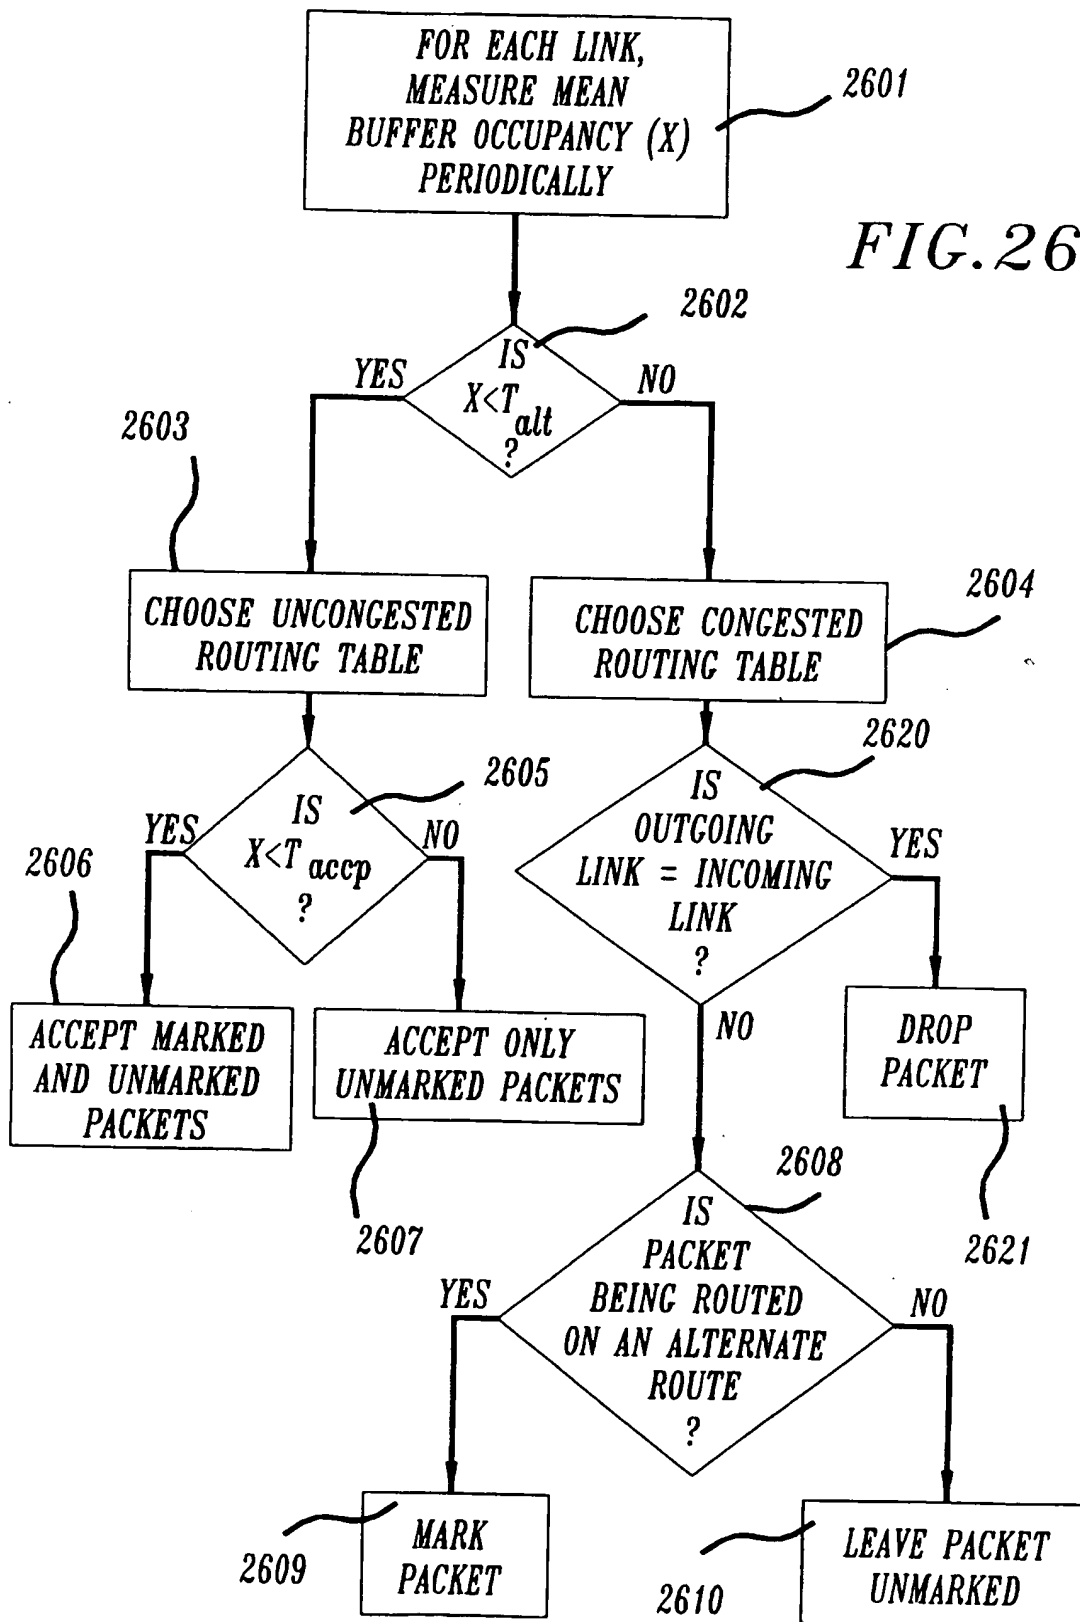 FOR EACH LINK,
MEASURE MEAN
BUFFER OCCUPANCY (X)
PERIODICALLY
2601
FIG.26
2602
IS
X<T alt
?
YES
NO
2603
CHOOSE UNCONGESTED
ROUTING TABLE
CHOOSE CONGESTED
ROUTING TABLE
2604
2605
IS
X<T accp
?
YES
NO
2606
2620
IS
OUTGOING
LINK = INCOMING
LINK
?
YES
NO
ACCEPT MARKED
AND UNMARKED
PACKETS
ACCEPT ONLY
UNMARKED PACKETS
2607
DROP
PACKET
2621
2608
IS
PACKET
BEING ROUTED
ON AN ALTERNATE
ROUTE
?
YES
NO
MARK
PACKET
2609
LEAVE PACKET
UNMARKED
2610